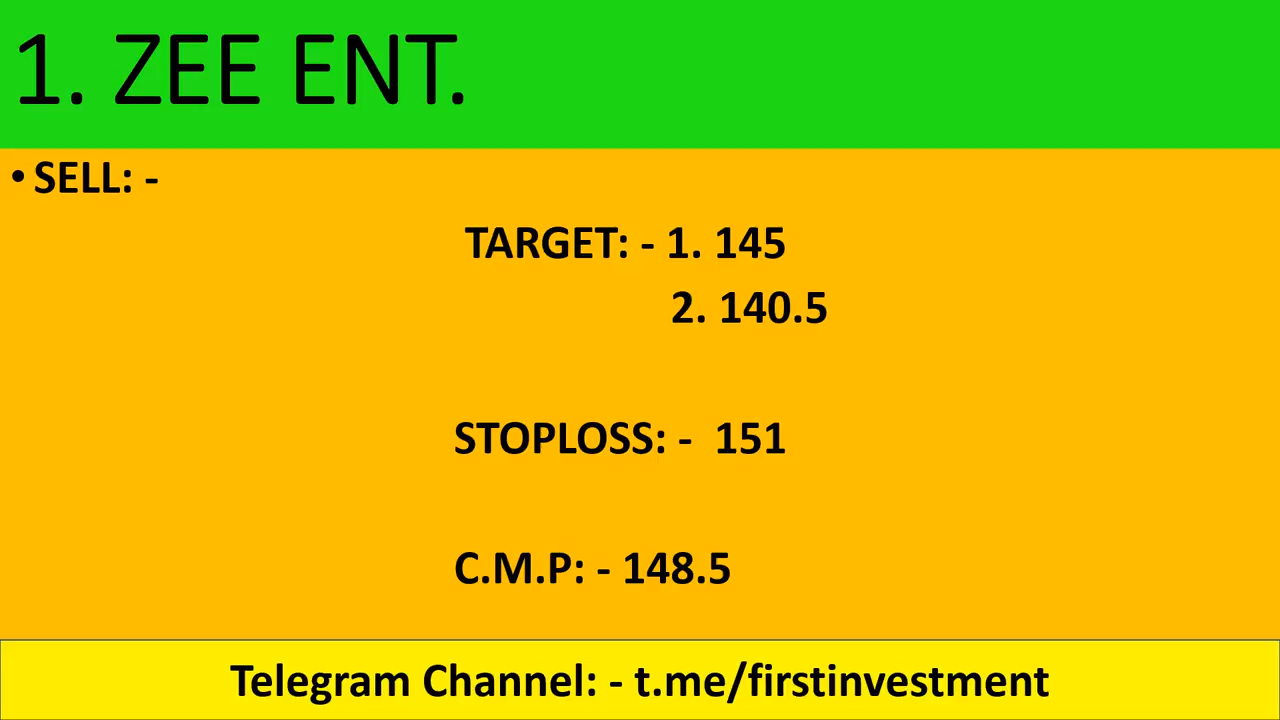 1. ZEE ENT.
• SELL: -
TARGET: - 1. 145
2. 140.5
STOPLOSS: - 151
C.M.P: - 148.5
Telegram Channel: - t.me/firstinvestment